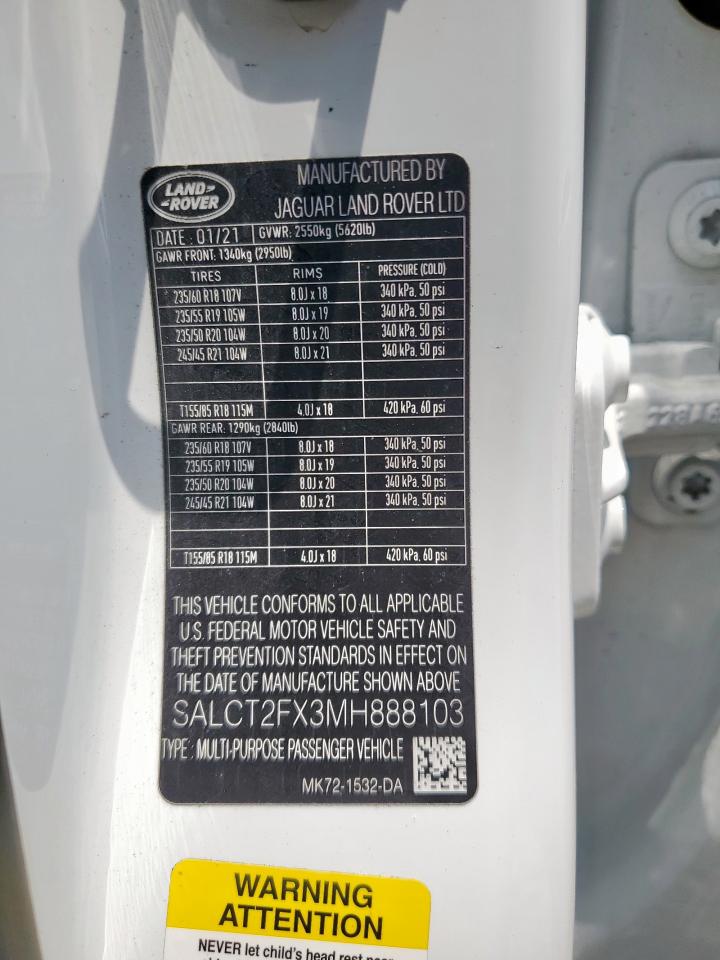 LAND-
-ROVER
MANUFACTURED BY
JAGUAR LAND ROVER LTD
DATE : 01/21 GVWR: 2550kg (5620lb)
GAWR FRONT: 1340kg (2950lb)
TIRES RIMS PRESSURE (COLD)
235/60 R18 107V 8.0J x 18 340 kPa, 50 psi
235/55 R19 105W 8.0J x 19 340 kPa, 50 psi
235/50 R20 104W 8.0J x 20 340 kPa, 50 psi
245/45 R21 104W 8.0J x 21 340 kPa, 50 psi
T155/85 R18 115M 4.0J x 18 420 kPa, 60 psi
GAWR REAR: 1290kg (2840lb)
235/60 R18 107V 8.0J x 18 340 kPa, 50 psi
235/55 R19 105W 8.0J x 19 340 kPa, 50 psi
235/50 R20 104W 8.0J x 20 340 kPa, 50 psi
245/45 R21 104W 8.0J x 21 340 kPa, 50 psi
T155/85 R18 115M 4.0J x 18 420 kPa, 60 psi
THIS VEHICLE CONFORMS TO ALL APPLICABLE
U.S. FEDERAL MOTOR VEHICLE SAFETY AND
THEFT PREVENTION STANDARDS IN EFFECT ON
THE DATE OF MANUFACTURE SHOWN ABOVE
SALCT2FX3MH888103
TYPE : MULTI-PURPOSE PASSENGER VEHICLE
MK72-1532-DA
WARNING
ATTENTION
NEVER let child's head rest near